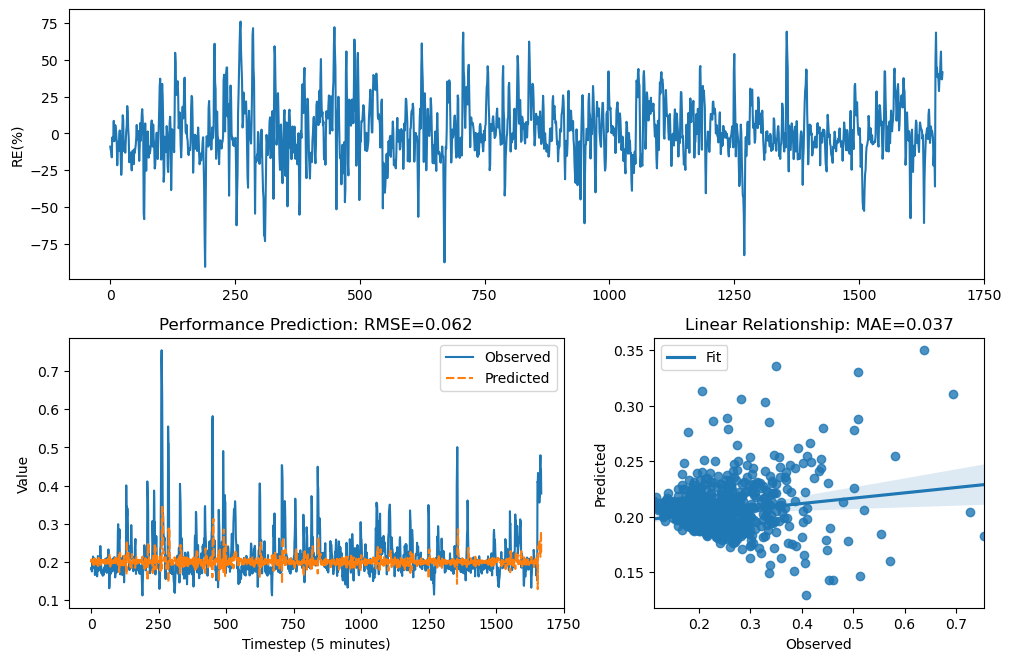 75
50
25
0
−25
−50
−75
RE(%)
0 250 500 750 1000 1250 1500 1750
Performance Prediction: RMSE=0.062
Observed
Predicted
0.7
0.6
0.5
0.4
0.3
0.2
0.1
Value
0 250 500 750 1000 1250 1500 1750
Timestep (5 minutes)
Linear Relationship: MAE=0.037
Fit
0.35
0.30
0.25
0.20
0.15
Predicted
0.2 0.3 0.4 0.5 0.6 0.7
Observed